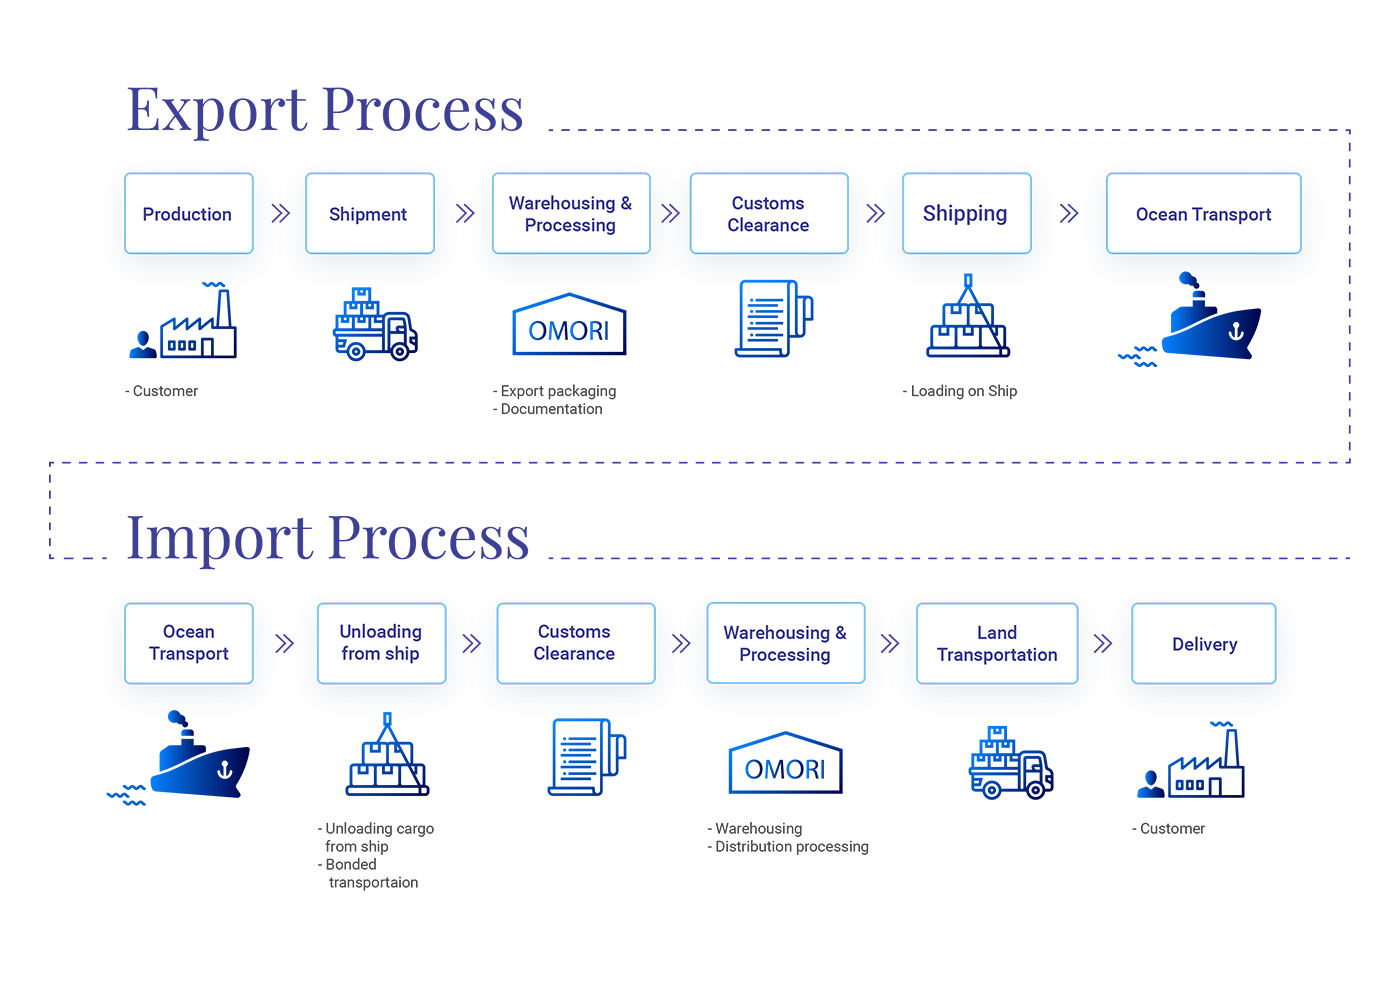 Export Process
Production
Shipment
Warehousing &
Processing
Customs
Clearance
Shipping
Ocean Transport
OMORI
- Customer
- Export packaging
- Documentation
- Loading on Ship
Import Process
Ocean
Transport
Unloading
from ship
Customs
Clearance
Warehousing &
Processing
Land
Transportation
Delivery
OMORI
- Unloading cargo
from ship
- Bonded
transportaion
- Warehousing
- Distribution processing
- Customer